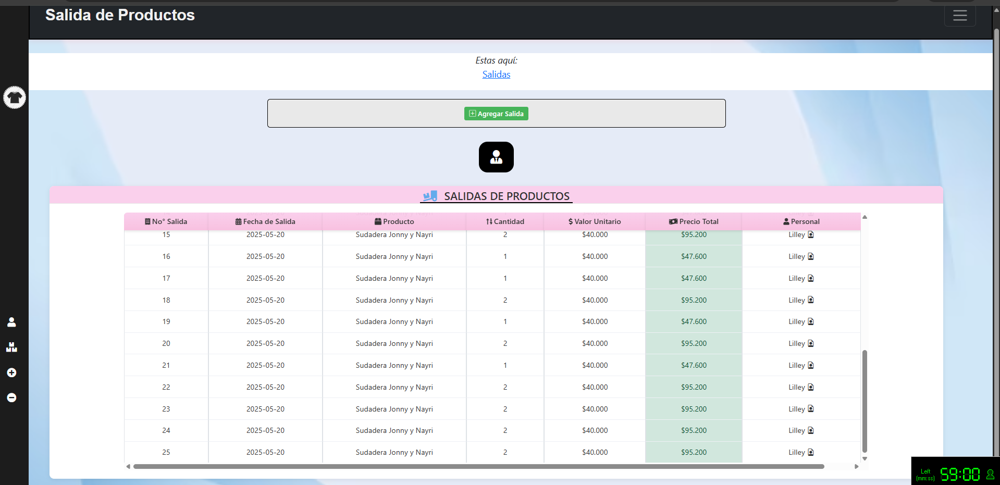 Salida de Productos
Estas aquí:
Salidas
Agregar Salida
SALIDAS DE PRODUCTOS
No° Salida Fecha de Salida Producto Cantidad Valor Unitario Precio Total Personal
15 2025-05-20 Sudadera Jonny y Nayri 2 $40.000 $95.200 Lilley
16 2025-05-20 Sudadera Jonny y Nayri 1 $40.000 $47.600 Lilley
17 2025-05-20 Sudadera Jonny y Nayri 1 $40.000 $47.600 Lilley
18 2025-05-20 Sudadera Jonny y Nayri 2 $40.000 $95.200 Lilley
19 2025-05-20 Sudadera Jonny y Nayri 1 $40.000 $47.600 Lilley
20 2025-05-20 Sudadera Jonny y Nayri 2 $40.000 $95.200 Lilley
21 2025-05-20 Sudadera Jonny y Nayri 1 $40.000 $47.600 Lilley
22 2025-05-20 Sudadera Jonny y Nayri 2 $40.000 $95.200 Lilley
23 2025-05-20 Sudadera Jonny y Nayri 2 $40.000 $95.200 Lilley
24 2025-05-20 Sudadera Jonny y Nayri 2 $40.000 $95.200 Lilley
25 2025-05-20 Sudadera Jonny y Nayri 2 $40.000 $95.200 Lilley
Left
(mm:ss) 59:00